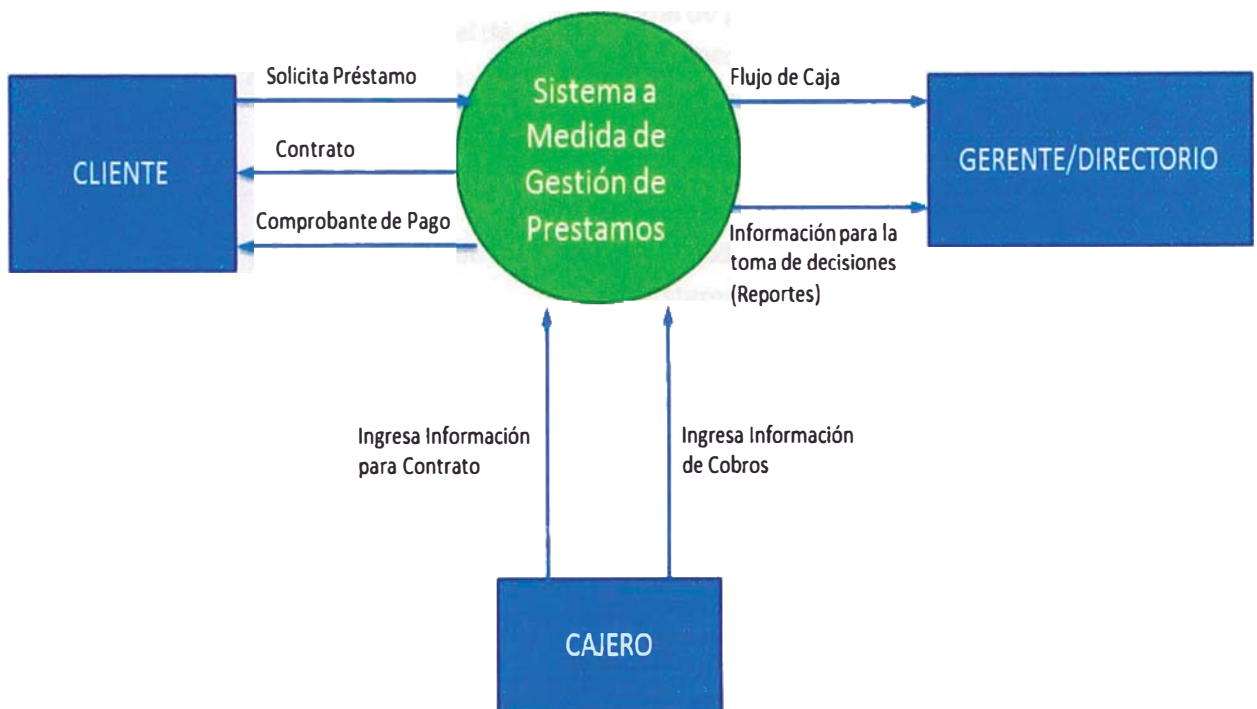 Solicita Préstamo
CLIENTE
Contrato
Comprobante de Pago
Sistema a
Medida de
Gestión de
Prestamos
Flujo de Caja
GERENTE/DIRECTORIO
Información para la
toma de decisiones
(Reportes)
Ingresa Información
para Contrato
Ingresa Información
de Cobros
CAJERO